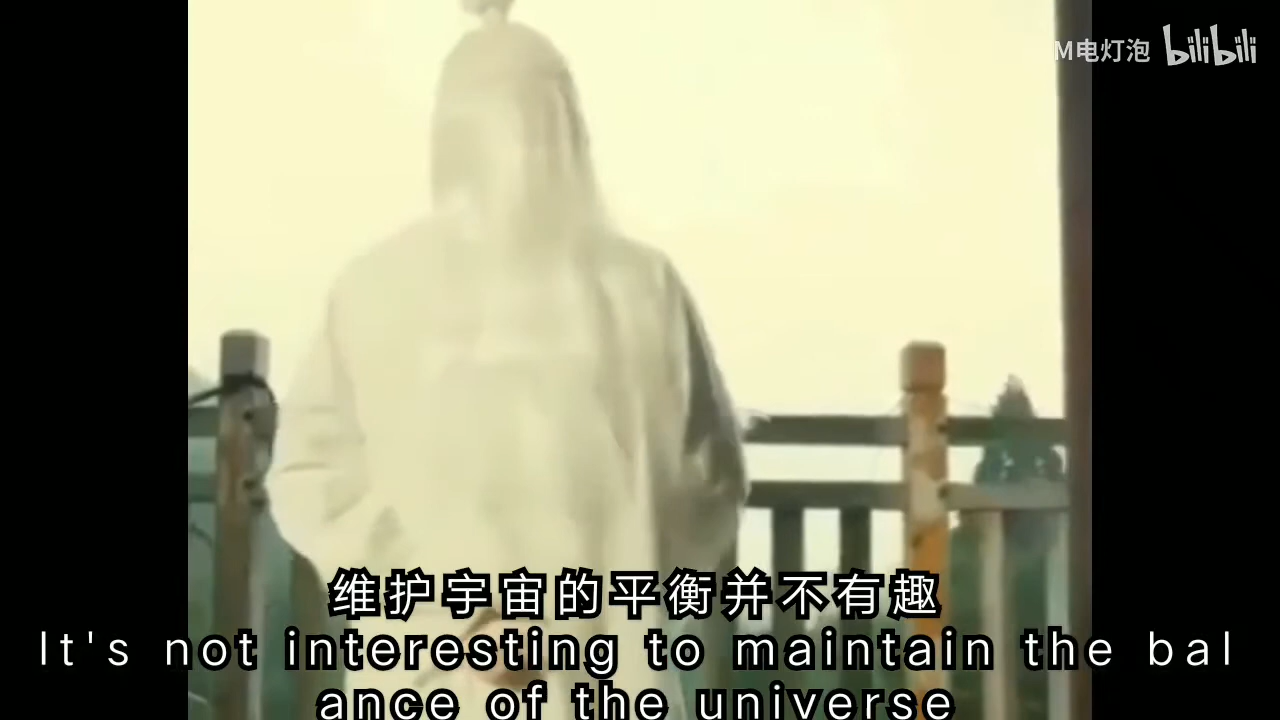 M电灯泡 bilibili
维护宇宙的平衡并不有趣
It's not interesting to maintain the bal
ance of the universe